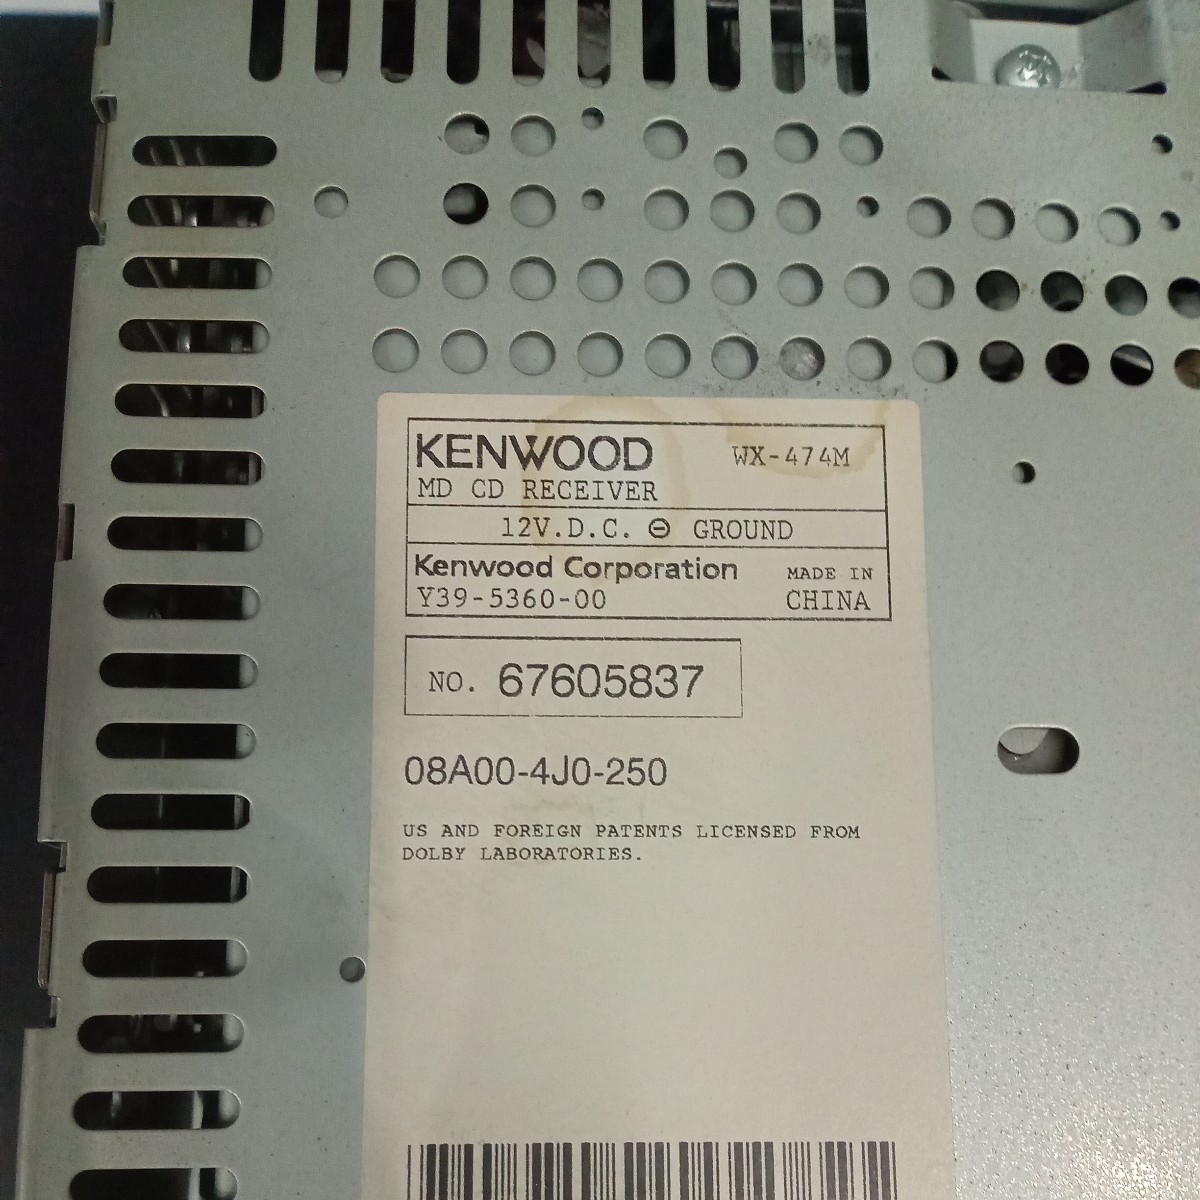 KENWOOD WX-474M
MD CD RECEIVER
12V.D.C. ⊖ GROUND
Kenwood Corporation MADE IN
Y39-5360-00 CHINA
NO. 67605837
08A00-4J0-250
US AND FOREIGN PATENTS LICENSED FROM
DOLBY LABORATORIES.